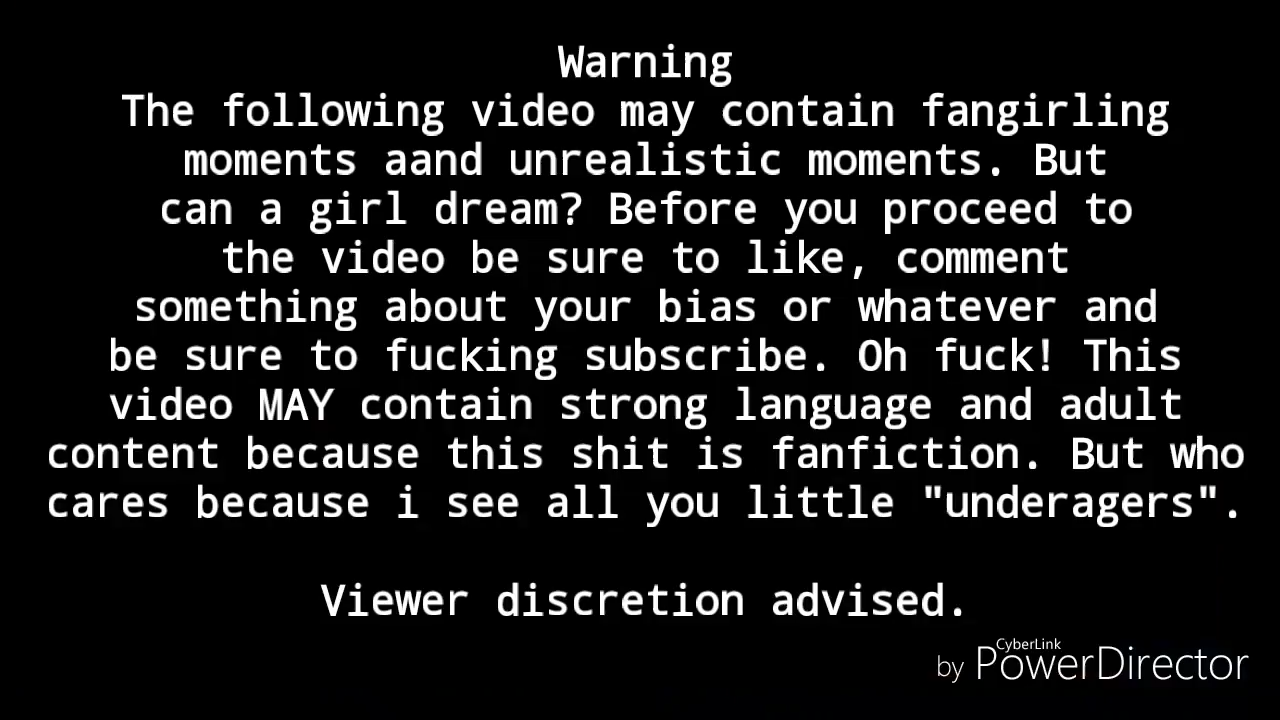 Warning
The following video may contain fangirling
moments aand unrealistic moments. But
can a girl dream? Before you proceed to
the video be sure to like, comment
something about your bias or whatever and
be sure to fucking subscribe. Oh fuck! This
video MAY contain strong language and adult
content because this shit is fanfiction. But who
cares because i see all you little "underagers".
Viewer discretion advised.
CyberLink
by PowerDirector